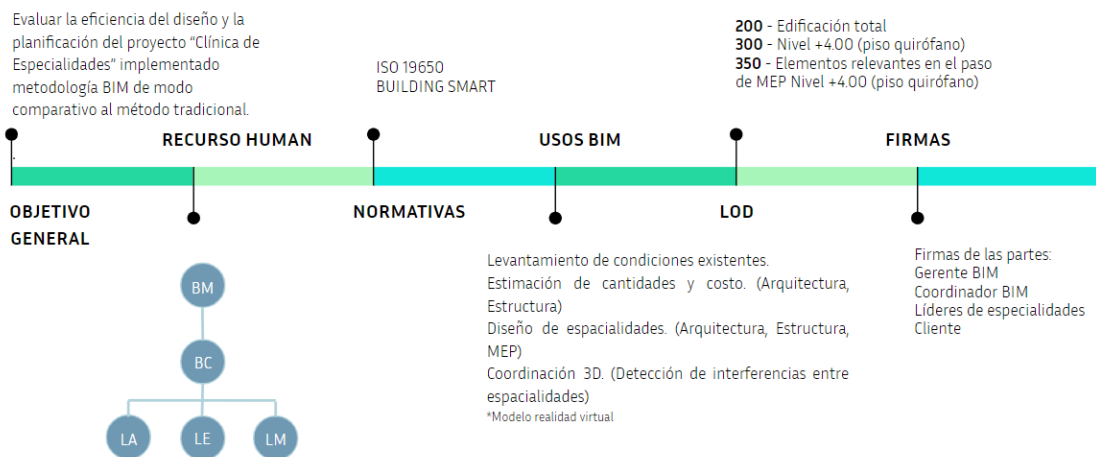 Evaluar la eficiencia del diseño y la
planificación del proyecto “Clínica de
Especialidades” implementado
metodología BIM de modo
comparativo al método tradicional.
.
OBJETIVO
GENERAL
RECURSO HUMAN
BM
BC
LA
LE
LM
ISO 19650
BUILDING SMART
NORMATIVAS
USOS BIM
Levantamiento de condiciones existentes.
Estimación de cantidades y costo. (Arquitectura,
Estructura)
Diseño de espacialidades. (Arquitectura, Estructura,
MEP)
Coordinación 3D. (Detección de interferencias entre
espacialidades)
*Modelo realidad virtual
200 - Edificación total
300 - Nivel +4.00 (piso quirófano)
350 - Elementos relevantes en el paso
de MEP Nivel +4.00 (piso quirófano)
LOD
FIRMAS
Firmas de las partes:
Gerente BIM
Coordinador BIM
Líderes de especialidades
Cliente